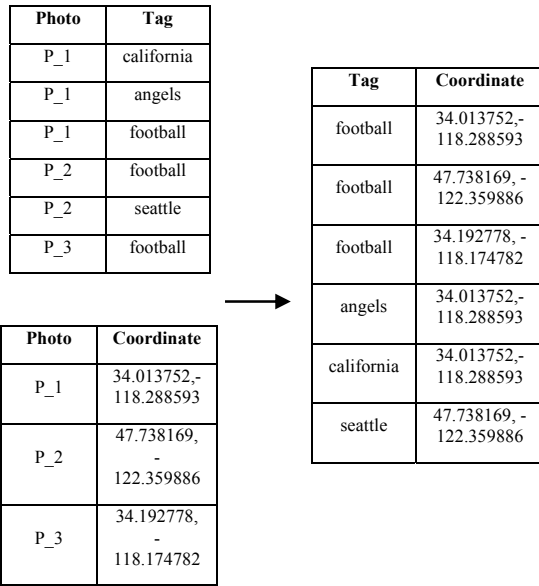 Photo Tag
P_1 california
P_1 angels
P_1 football
P_2 football
P_2 seattle
P_3 football
Photo Coordinate
P_1 34.013752,-
118.288593
P_2 47.738169,
-
122.359886
P_3 34.192778,
-
118.174782
Tag Coordinate
football 34.013752,-
118.288593
football 47.738169, -
122.359886
football 34.192778, -
118.174782
angels 34.013752,-
118.288593
california 34.013752,-
118.288593
seattle 47.738169, -
122.359886